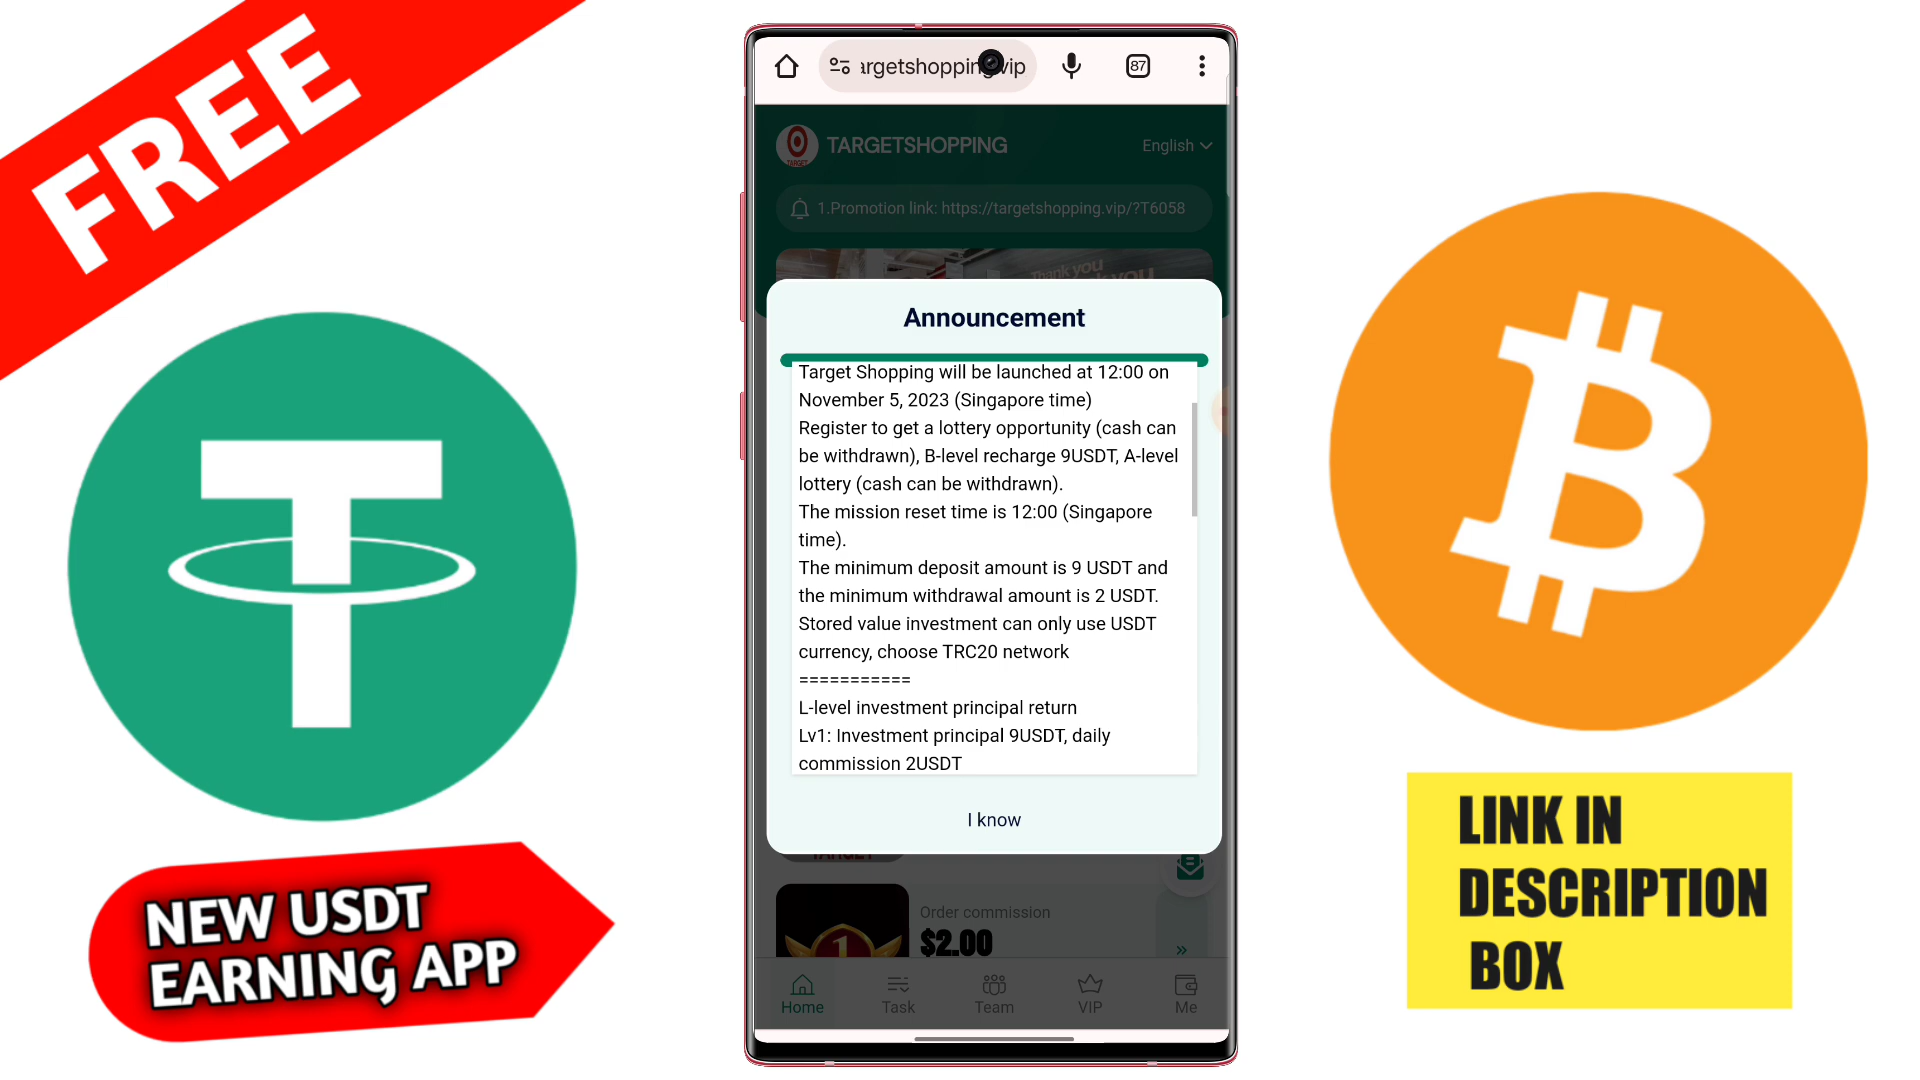 FREE
87
argetshopping.vip
TARGETSHOPPING
TARGET
English
1.Promotion link: https://targetshopping.vip/?T6058
Thank you
Announcement
Target Shopping will be launched at 12:00 on
November 5, 2023 (Singapore time)
Register to get a lottery opportunity (cash can
be withdrawn), B-level recharge 9USDT, A-level
lottery (cash can be withdrawn).
The mission reset time is 12:00 (Singapore
time).
The minimum deposit amount is 9 USDT and
the minimum withdrawal amount is 2 USDT.
Stored value investment can only use USDT
currency, choose TRC20 network
===========
L-level investment principal return
Lv1: Investment principal 9USDT, daily
commission 2USDT
I know
Order commission
1
$2.00
»
Home
Task
Team
VIP
Me
NEW USDT
EARNING APP
LINK IN
DESCRIPTION
BOX